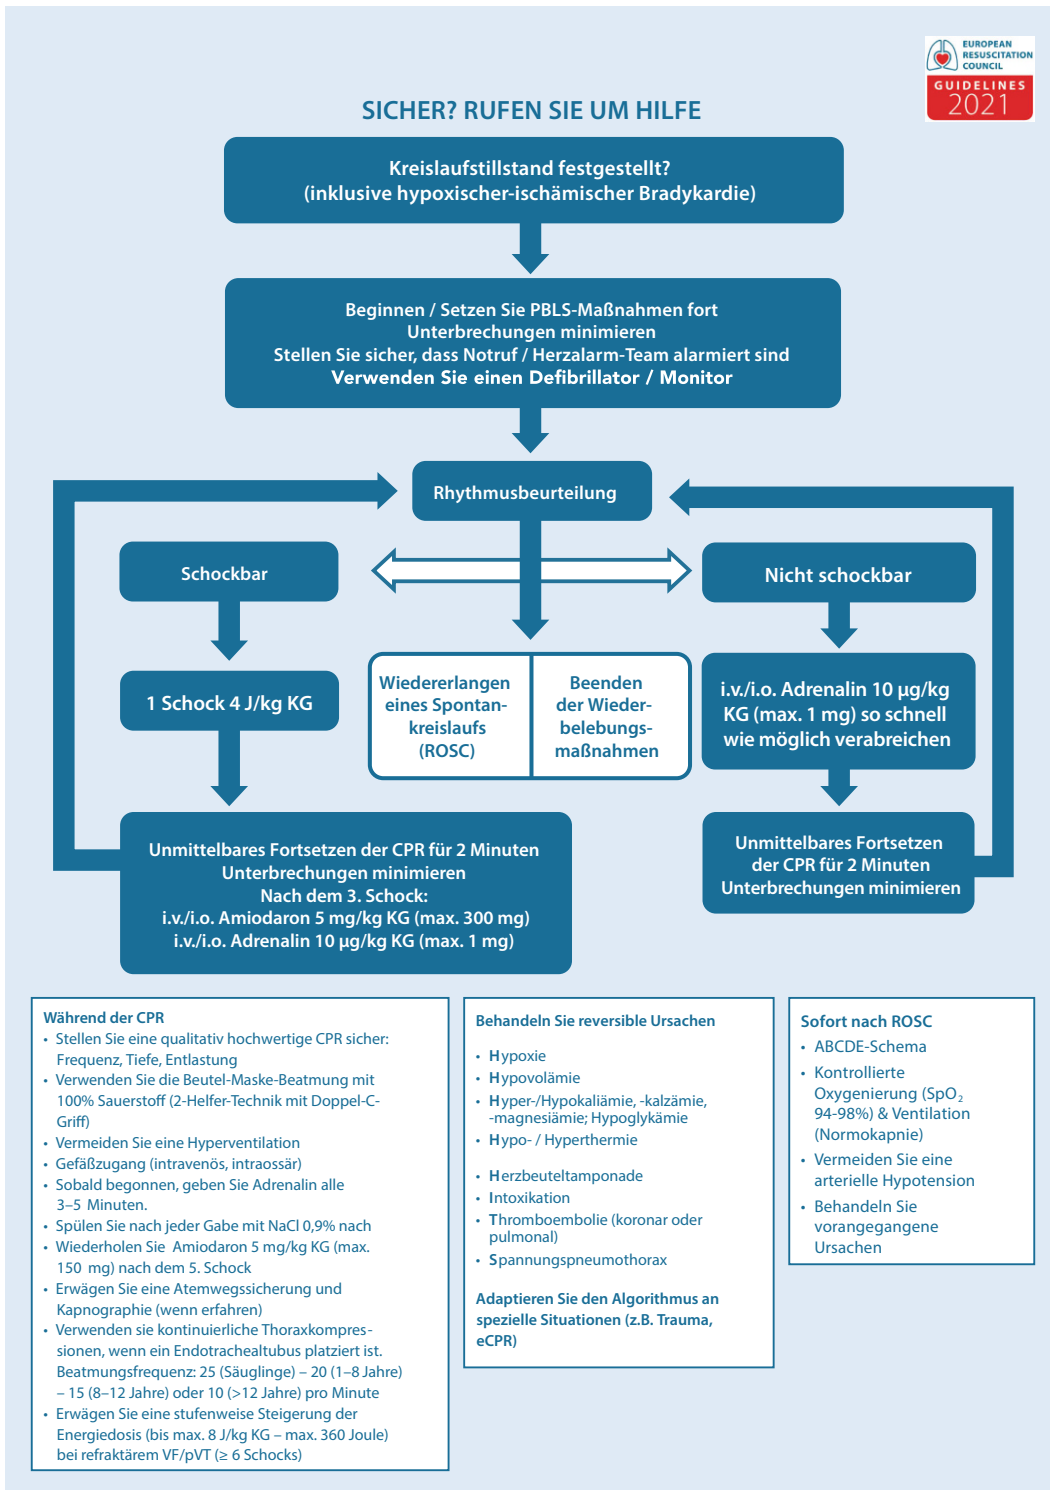 EUROPEAN
RESUSCITATION
COUNCIL
GUIDELINES
2021
SICHER? RUFEN SIE UM HILFE
Kreislaufstillstand festgestellt?
(inklusive hypoxischer-ischämischer Bradykardie)
Beginnen / Setzen Sie PBLS-Maßnahmen fort
Unterbrechungen minimieren
Stellen Sie sicher, dass Notruf / Herzalarm-Team alarmiert sind
Verwenden Sie einen Defibrillator / Monitor
Rhythmusbeurteilung
Schockbar
Nicht schockbar
1 Schock 4 J/kg KG
Wiedererlangen
eines Spontan-
kreislaufs
(ROSC)
Beenden
der Wieder-
belebungs-
maßnahmen
i.v./i.o. Adrenalin 10 µg/kg
KG (max. 1 mg) so schnell
wie möglich verabreichen
Unmittelbares Fortsetzen der CPR für 2 Minuten
Unterbrechungen minimieren
Nach dem 3. Schock:
i.v./i.o. Amiodaron 5 mg/kg KG (max. 300 mg)
i.v./i.o. Adrenalin 10 µg/kg KG (max. 1 mg)
Unmittelbares Fortsetzen
der CPR für 2 Minuten
Unterbrechungen minimieren
Während der CPR
• Stellen Sie eine qualitativ hochwertige CPR sicher:
Frequenz, Tiefe, Entlastung
• Verwenden Sie die Beutel-Maske-Beatmung mit
100% Sauerstoff (2-Helfer-Technik mit Doppel-C-
Griff)
• Vermeiden Sie eine Hyperventilation
• Gefäßzugang (intravenös, intraossär)
• Sobald begonnen, geben Sie Adrenalin alle
3–5 Minuten.
• Spülen Sie nach jeder Gabe mit NaCl 0,9% nach
• Wiederholen Sie Amiodaron 5 mg/kg KG (max.
150 mg) nach dem 5. Schock
• Erwägen Sie eine Atemwegssicherung und
Kapnographie (wenn erfahren)
• Verwenden sie kontinuierliche Thoraxkompres-
sionen, wenn ein Endotrachealtubus platziert ist.
Beatmungsfrequenz: 25 (Säuglinge) – 20 (1–8 Jahre)
– 15 (8–12 Jahre) oder 10 (>12 Jahre) pro Minute
• Erwägen Sie eine stufenweise Steigerung der
Energiedosis (bis max. 8 J/kg KG – max. 360 Joule)
bei refraktärem VF/pVT (≥ 6 Schocks)
Behandeln Sie reversible Ursachen
• Hypoxie
• Hypovolämie
• Hyper-/Hypokaliämie, -kalzämie,
-magnesiämie; Hypoglykämie
• Hypo- / Hyperthermie
• Herzbeuteltamponade
• Intoxikation
• Thromboembolie (koronar oder
pulmonal)
• Spannungspneumothorax
Adaptieren Sie den Algorithmus an
spezielle Situationen (z.B. Trauma,
eCPR)
Sofort nach ROSC
• ABCDE-Schema
• Kontrollierte
Oxygenierung (SpO₂
94-98%) & Ventilation
(Normokapnie)
• Vermeiden Sie eine
arterielle Hypotension
• Behandeln Sie
vorangegangene
Ursachen